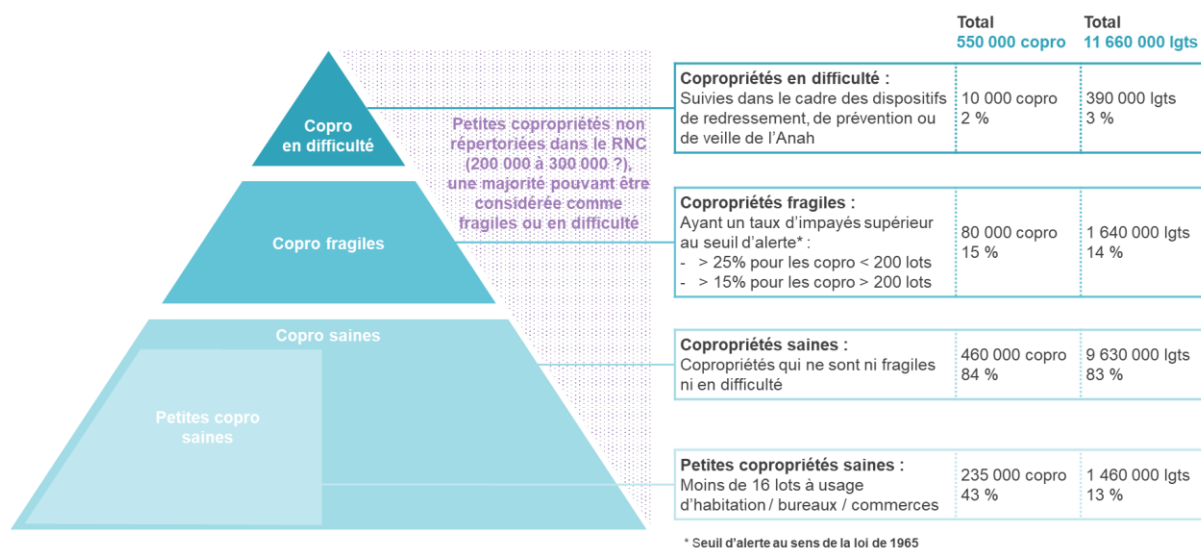 Total
550 000 copro
Total
11 660 000 lgts
Copro
en difficulté
Petites copropriétés non
répertoriées dans le RNC
(200 000 à 300 000 ?),
une majorité pouvant être
considérée comme
fragiles ou en difficulté
Copropriétés en difficulté :
Suivies dans le cadre des dispositifs
de redressement, de prévention ou
de veille de l'Anah
10 000 copro
2 %
390 000 lgts
3 %
Copro fragiles
Copropriétés fragiles :
Ayant un taux d'impayés supérieur
au seuil d'alerte* :
- > 25% pour les copro < 200 lots
- > 15% pour les copro > 200 lots
80 000 copro
15 %
1 640 000 lgts
14 %
Copro saines
Copropriétés saines :
Copropriétés qui ne sont ni fragiles
ni en difficulté
460 000 copro
84 %
9 630 000 lgts
83 %
Petites copro
saines
Petites copropriétés saines :
Moins de 16 lots à usage
d'habitation / bureaux / commerces
235 000 copro
43 %
1 460 000 lgts
13 %
* Seuil d'alerte au sens de la loi de 1965